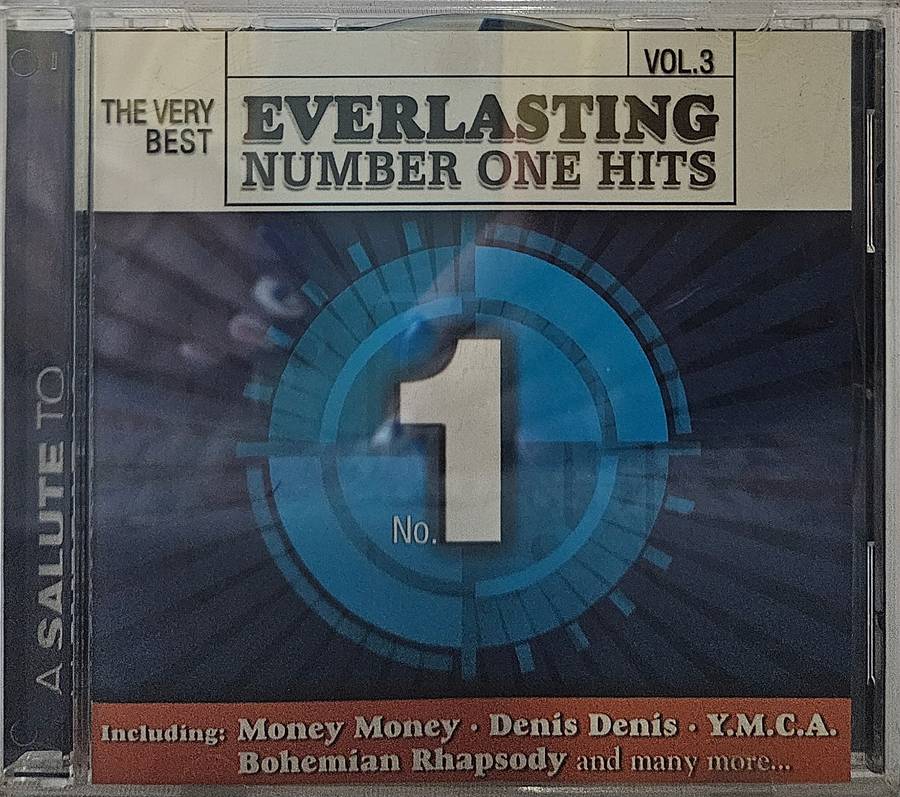 VOL.3
THE VERY
BEST
EVERLASTING
NUMBER ONE HITS
No.1
A SALUTE TO
Including: Money Money · Denis Denis · Y.M.C.A.
Bohemian Rhapsody and many more...